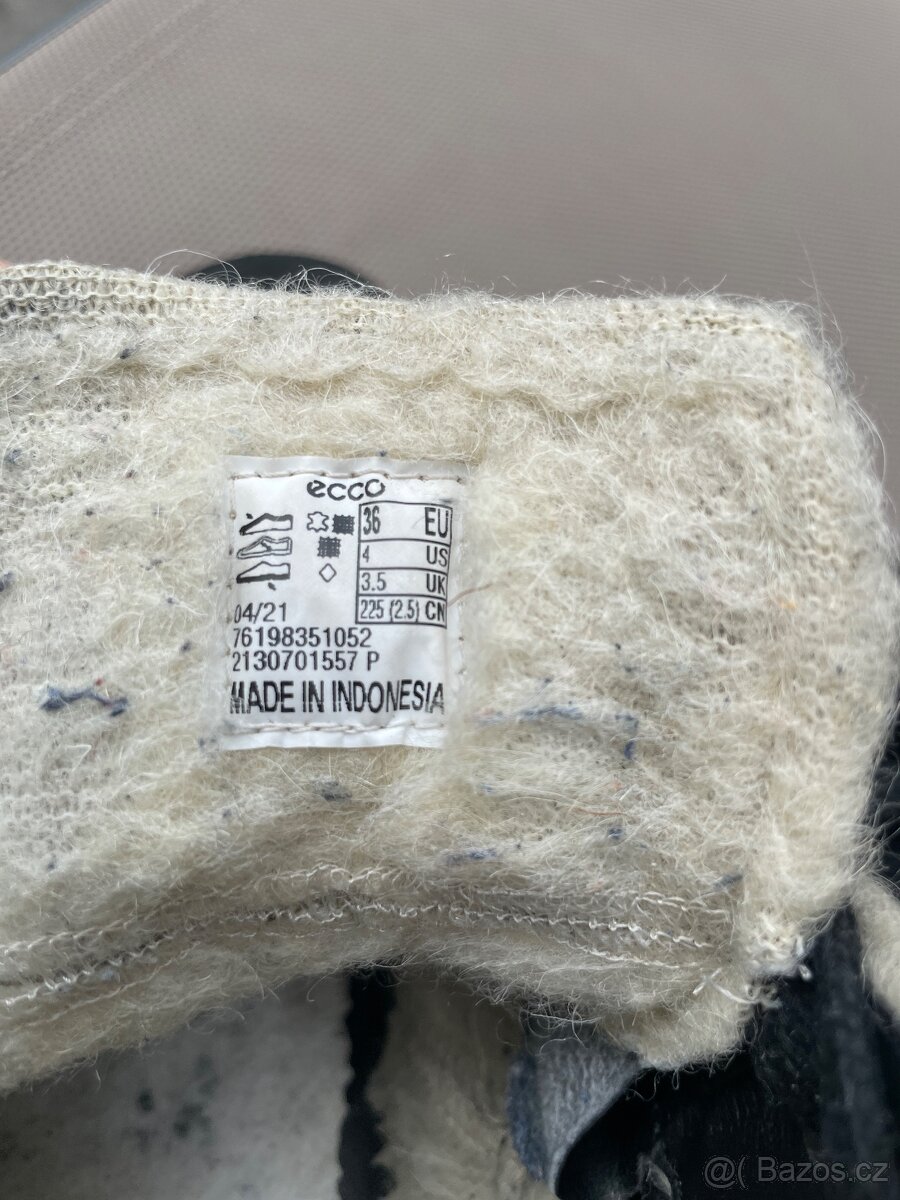 ecco
36 EU
4 US
3.5 UK
225 (2.5) CN
04/21
76198351052
2130701557 P
MADE IN INDONESIA
@( Bazos.cz